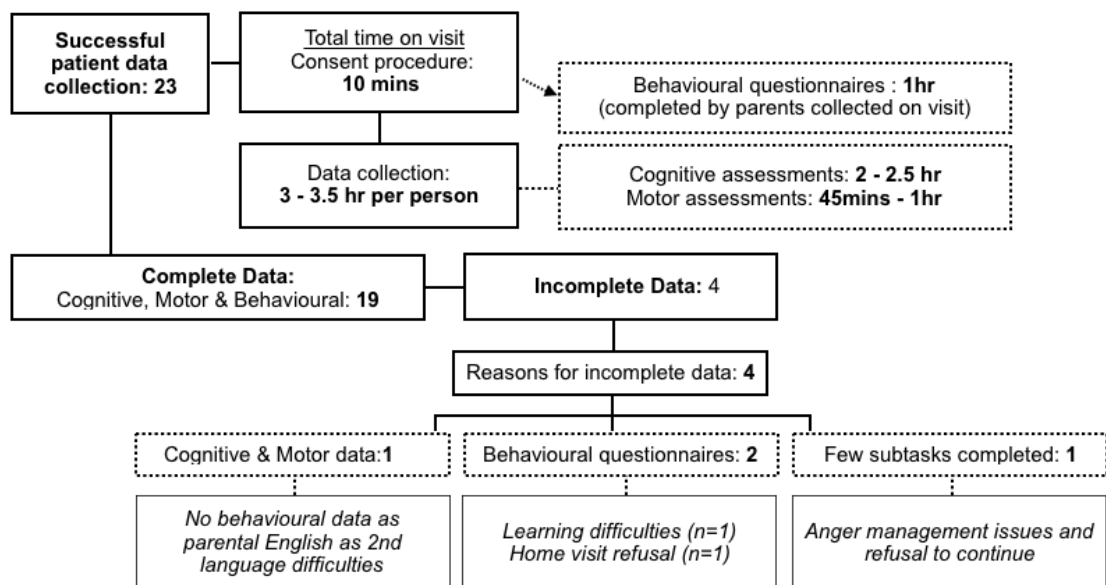 Successful
patient data
collection: 23
Total time on visit
Consent procedure:
10 mins
Behavioural questionnaires : 1hr
(completed by parents collected on visit)
Data collection:
3 - 3.5 hr per person
Cognitive assessments: 2 - 2.5 hr
Motor assessments: 45mins - 1hr
Complete Data:
Cognitive, Motor & Behavioural: 19
Incomplete Data: 4
Reasons for incomplete data: 4
Cognitive & Motor data:1
Behavioural questionnaires: 2
Few subtasks completed: 1
No behavioural data as
parental English as 2nd
language difficulties
Learning difficulties (n=1)
Home visit refusal (n=1)
Anger management issues and
refusal to continue